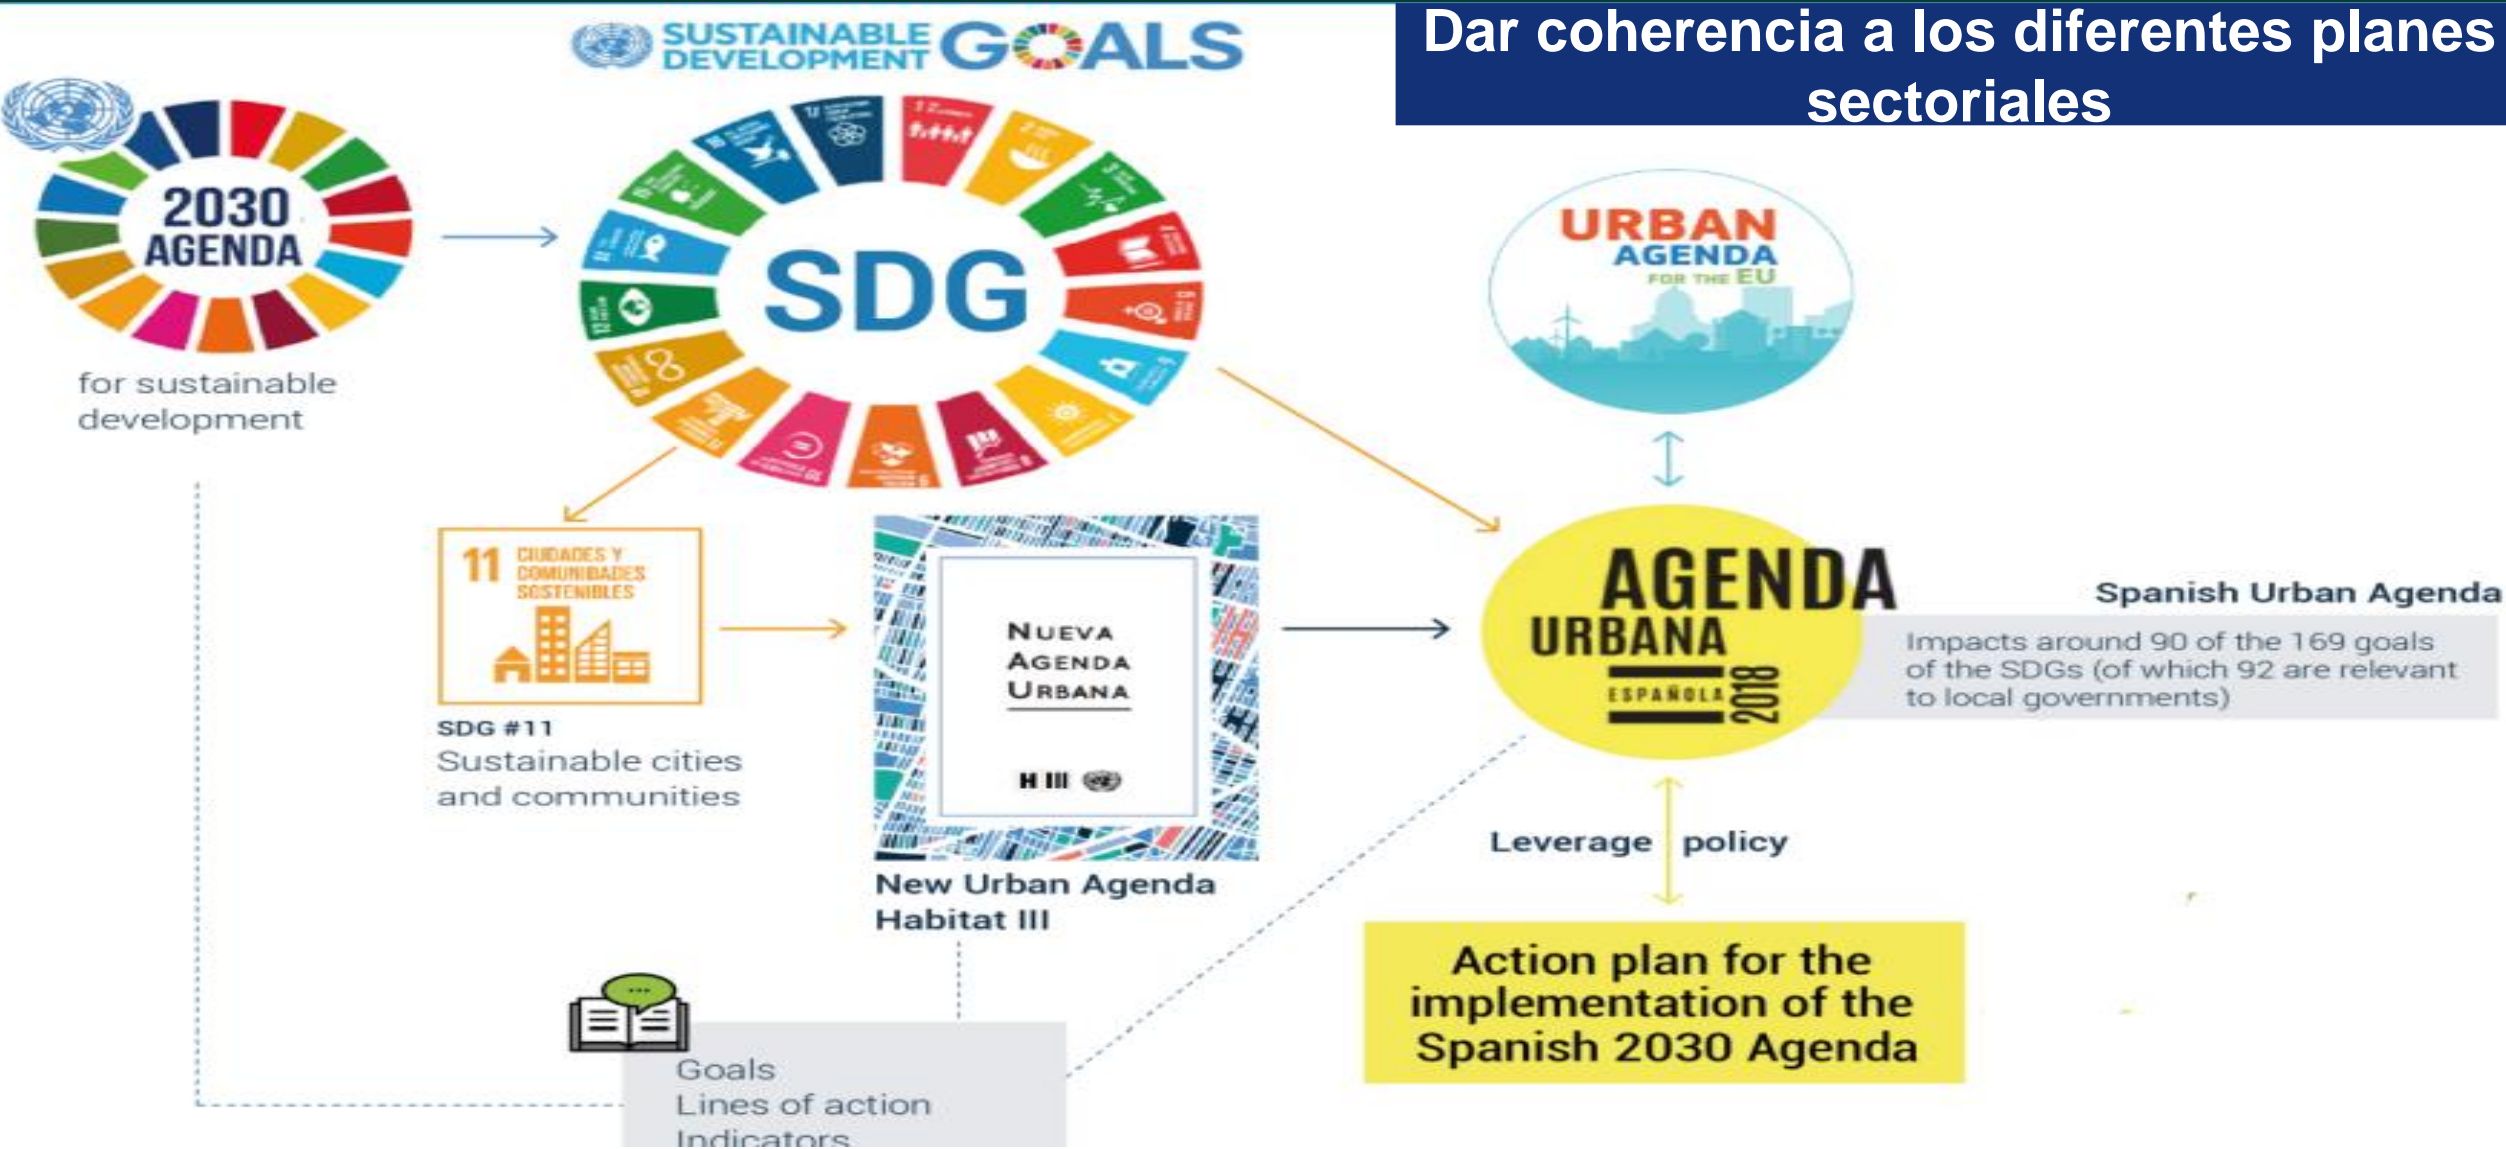 SUSTAINABLE
DEVELOPMENT
GOALS
Dar coherencia a los diferentes planes
sectoriales
2030
AGENDA
for sustainable
development
SDG
URBAN
AGENDA
FOR THE EU
11 CIUDADES Y
COMUNIDADES
SOSTENIBLES
SDG #11
Sustainable cities
and communities
NUEVA
AGENDA
URBANA
H III
New Urban Agenda
Habitat III
AGENDA
URBANA
ESPAÑOLA
2018
Spanish Urban Agenda
Impacts around 90 of the 169 goals
of the SDGs (of which 92 are relevant
to local governments)
Leverage policy
Action plan for the
implementation of the
Spanish 2030 Agenda
Goals
Lines of action
Indicators